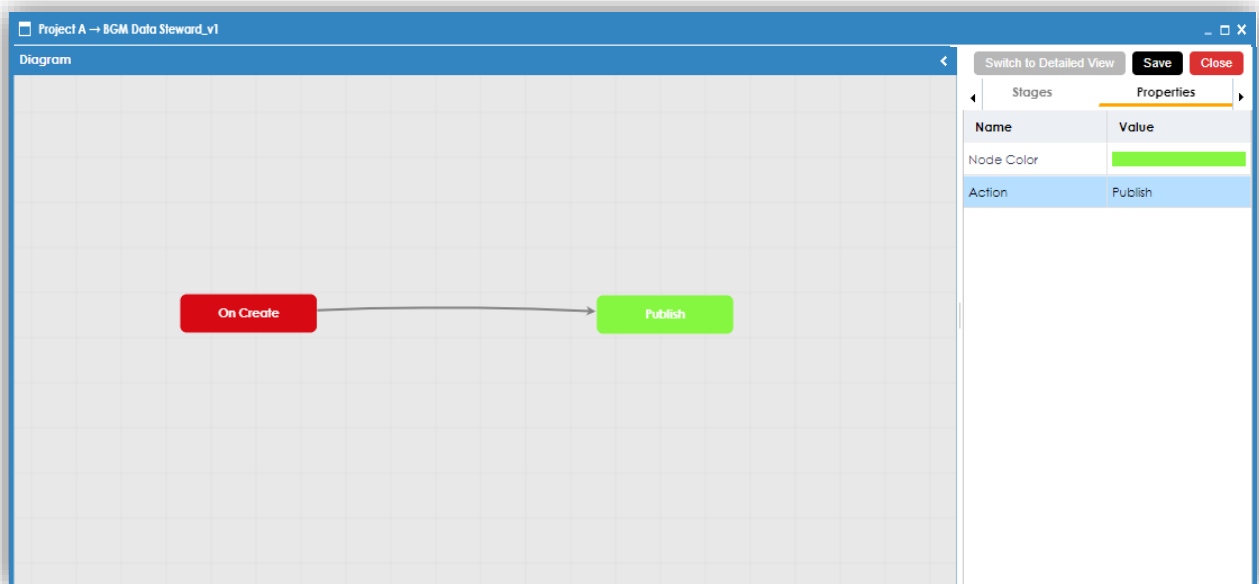 Project A → BGM Data Steward_v1
Diagram
Switch to Detailed View Save Close
Stages Properties
Name Value
Node Color
Action Publish
On Create Publish